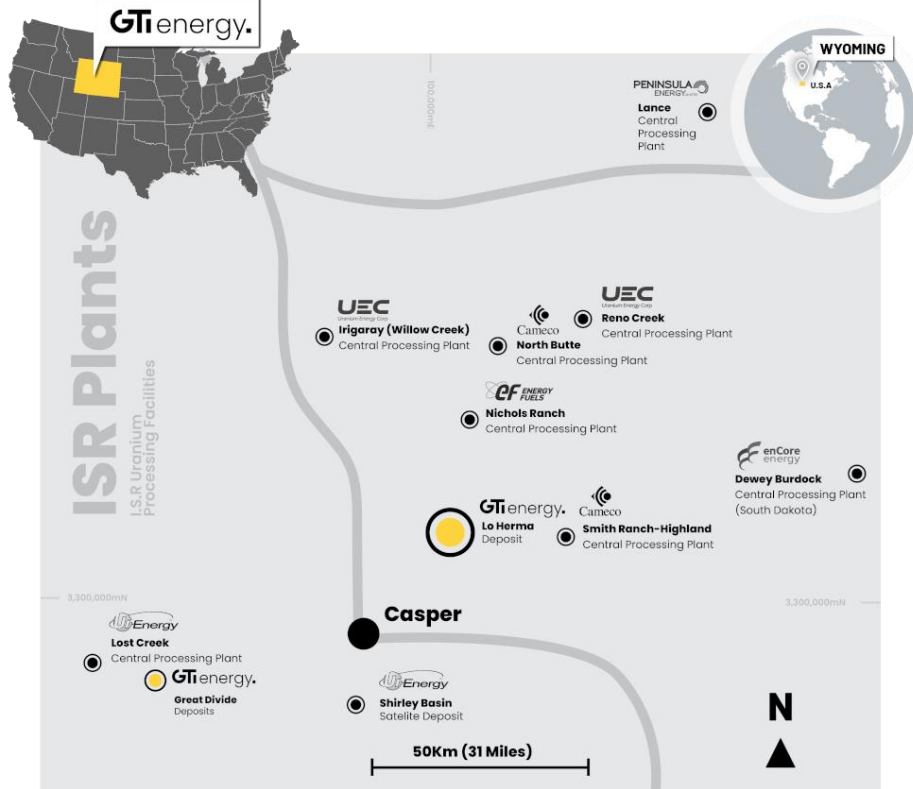 GTi energy.
WYOMING
U.S.A
100,000mE
PENINSULA
ENERGY
Lance
Central
Processing
Plant
ISR Plants
I.S.R Uranium
Processing Facilities
UEC
Uranium Energy Corp
Irigaray (Willow Creek)
Central Processing Plant
Cameco
North Butte
Central Processing Plant
UEC
Uranium Energy Corp
Reno Creek
Central Processing Plant
eF ENERGY
FUELS
Nichols Ranch
Central Processing Plant
enCore
energy
Dewey Burdock
Central Processing Plant
(South Dakota)
GTi energy.
Lo Herma
Deposit
Cameco
Smith Ranch-Highland
Central Processing Plant
3,300,000mN
3,300,000mN
Casper
Ur Energy
Lost Creek
Central Processing Plant
GTi energy.
Great Divide
Deposits
Ur Energy
Shirley Basin
Satelite Deposit
50Km (31 Miles)
N